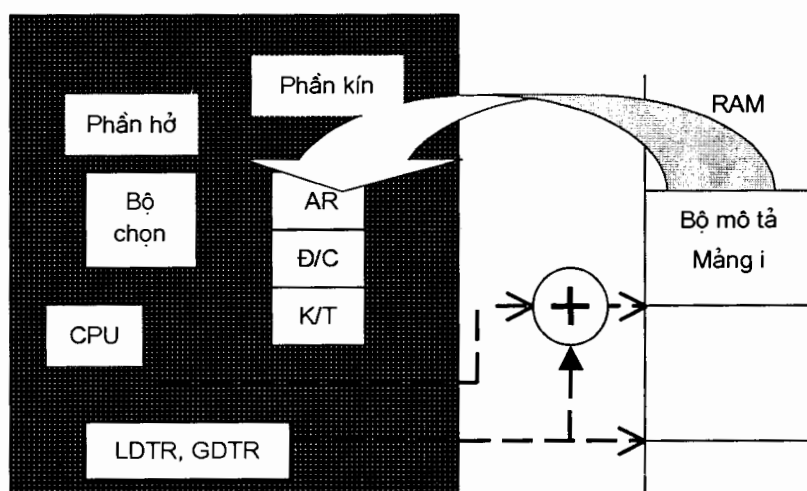 Phần kín
RAM
Phần hở
Bộ
chọn
AR
Đ/C
K/T
Bộ mô tả
Mảng i
+
CPU
LDTR, GDTR